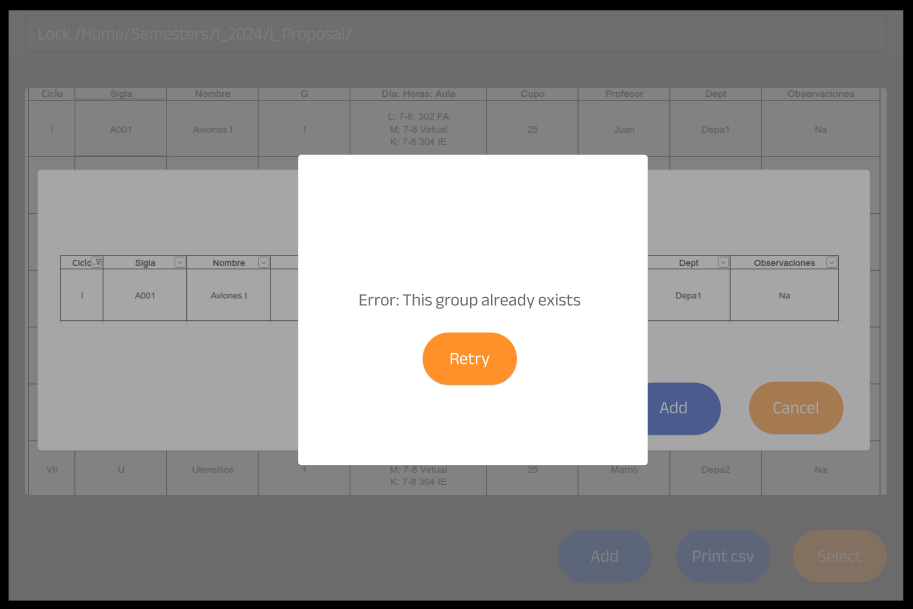 Lock /Home/Semesters/I_2024/I_Proposal/
Ciclo Sigla Nombre G Dia: Horas: Aula Cupo Profesor Dept Observaciones
I A001 Aviones I 1 L: 7-8: 302 FA 25 Juan Depa1 Na
M: 7-8 Virtual
K: 7-8 304 IE
Ciclo Sigla Nombre Dept Observaciones
I A001 Aviones I Depa1 Na
Error: This group already exists
Retry
Add Cancel
VII U Utensilios 1 M: 7-8 Virtual 25 Marco Depa2 Na
K: 7-8 304 IE
Add Print csv Select